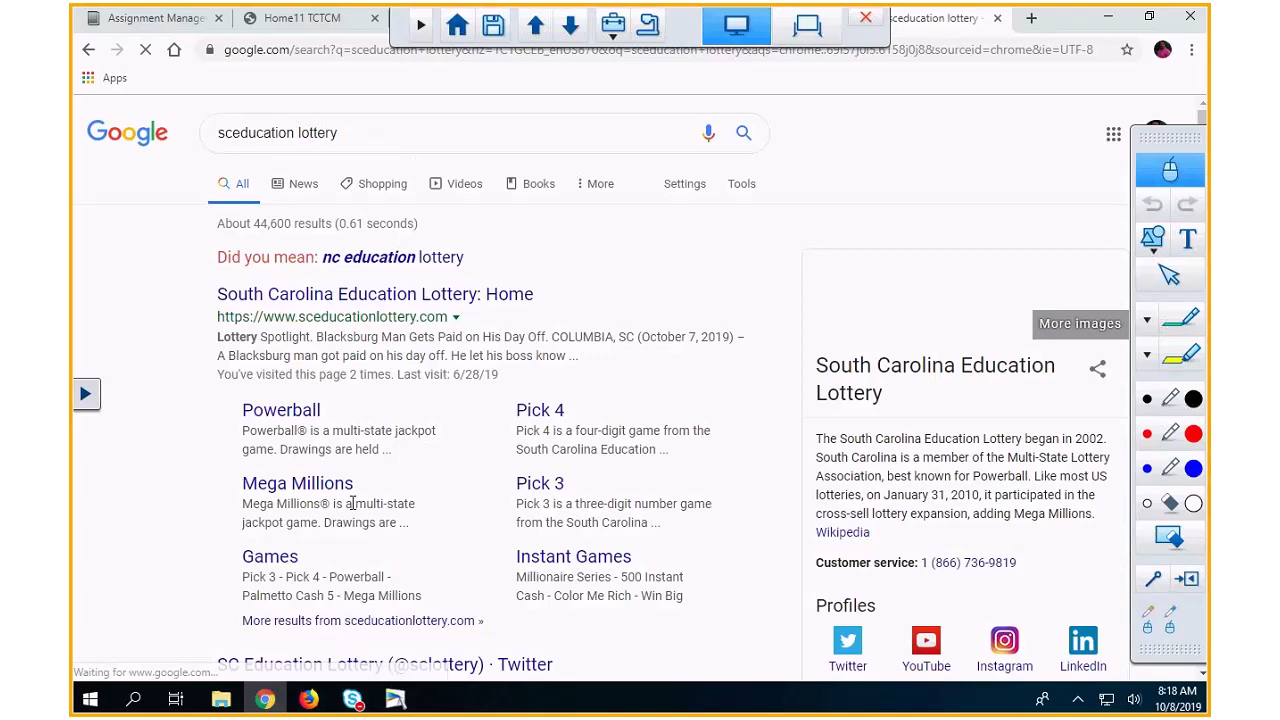 Assignment Manage
Home11 TCTCM
sceducation lottery -
Apps
Google
sceducation lottery
All
News
Shopping
Videos
Books
More
Settings
Tools
About 44,600 results (0.61 seconds)
Did you mean: nc education lottery
South Carolina Education Lottery: Home
https://www.sceducationlottery.com
Lottery Spotlight. Blacksburg Man Gets Paid on His Day Off. COLUMBIA, SC (October 7, 2019) –
A Blacksburg man got paid on his day off. He let his boss know ...
You've visited this page 2 times. Last visit: 6/28/19
Powerball
Powerball® is a multi-state jackpot
game. Drawings are held ...
Pick 4
Pick 4 is a four-digit game from the
South Carolina Education ...
Mega Millions
Mega Millions® is a multi-state
jackpot game. Drawings are ...
Pick 3
Pick 3 is a three-digit number game
from the South Carolina ...
Games
Pick 3 - Pick 4 - Powerball -
Palmetto Cash 5 - Mega Millions
Instant Games
Millionaire Series - 500 Instant
Cash - Color Me Rich - Win Big
More results from sceducationlottery.com »
SC Education Lottery (@sclottery) · Twitter
More images
South Carolina Education
Lottery
The South Carolina Education Lottery began in 2002.
South Carolina is a member of the Multi-State Lottery
Association, best known for Powerball. Like most US
lotteries, on January 31, 2010, it participated in the
cross-sell lottery expansion, adding Mega Millions.
Wikipedia
Customer service: 1 (866) 736-9819
Profiles
Twitter
YouTube
Instagram
LinkedIn
T
Waiting for www.google.com...
8:18 AM
10/8/2019